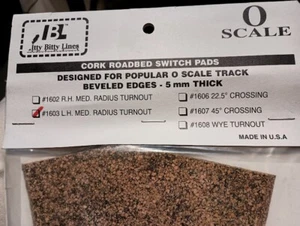 IBL
O
Itty Bitty Lines
SCALE
CORK ROADBED SWITCH PADS
DESIGNED FOR POPULAR O SCALE TRACK
BEVELED EDGES - 5 mm THICK
#1602 R.H. MED. RADIUS TURNOUT
#1606 22.5° CROSSING
#1603 L.H. MED. RADIUS TURNOUT
#1607 45° CROSSING
#1608 WYE TURNOUT
MADE IN U.S.A